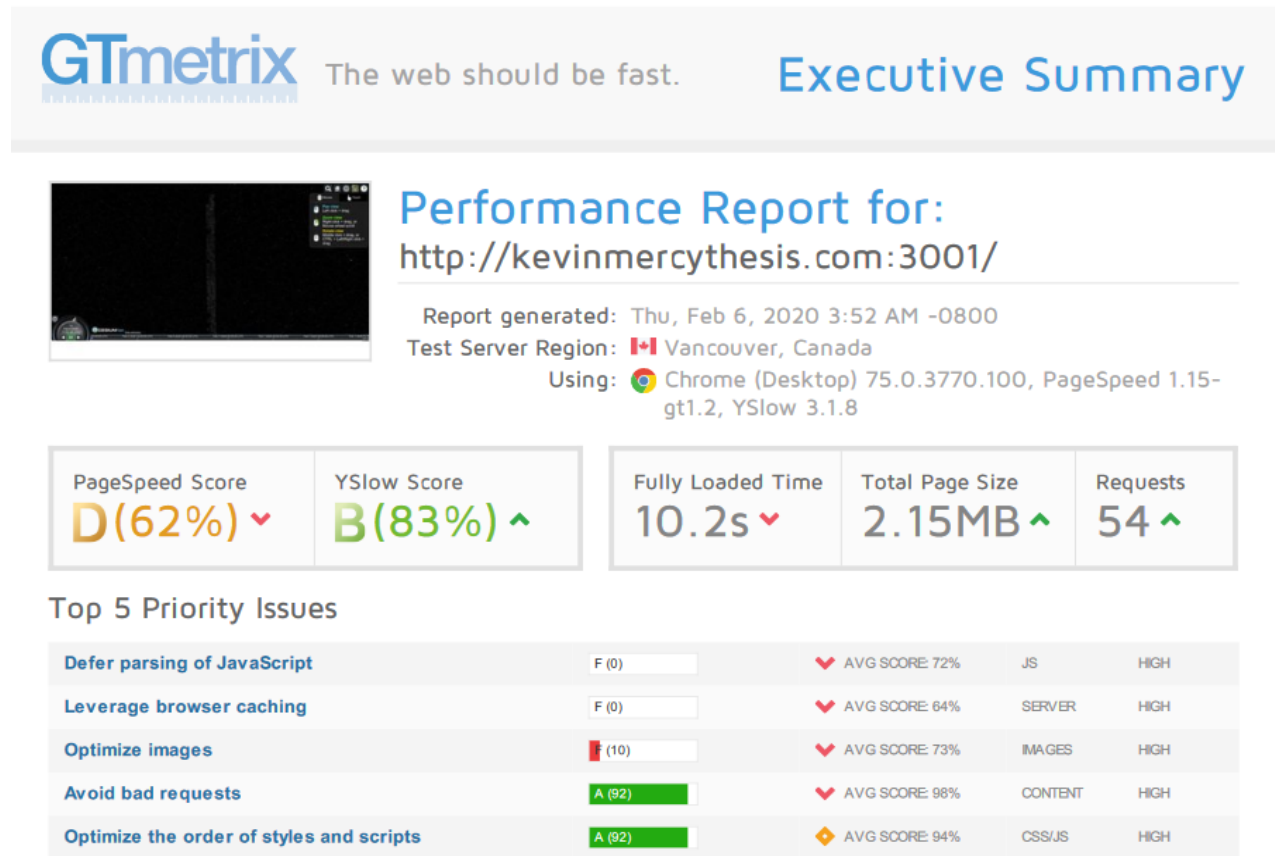 GTmetrix The web should be fast. Executive Summary
Performance Report for:
http://kevinmercythesis.com:3001/
Report generated: Thu, Feb 6, 2020 3:52 AM -0800
Test Server Region: Vancouver, Canada
Using: Chrome (Desktop) 75.0.3770.100, PageSpeed 1.15-
gt1.2, YSlow 3.1.8
PageSpeed Score YSlow Score Fully Loaded Time Total Page Size Requests
D(62%) B(83%) 10.2s 2.15MB 54
Top 5 Priority Issues
Defer parsing of JavaScript F (0) AVG SCORE: 72% JS HIGH
Leverage browser caching F (0) AVG SCORE: 64% SERVER HIGH
Optimize images F (10) AVG SCORE: 73% IMAGES HIGH
Avoid bad requests A (92) AVG SCORE: 98% CONTENT HIGH
Optimize the order of styles and scripts A (92) AVG SCORE: 94% CSS/JS HIGH